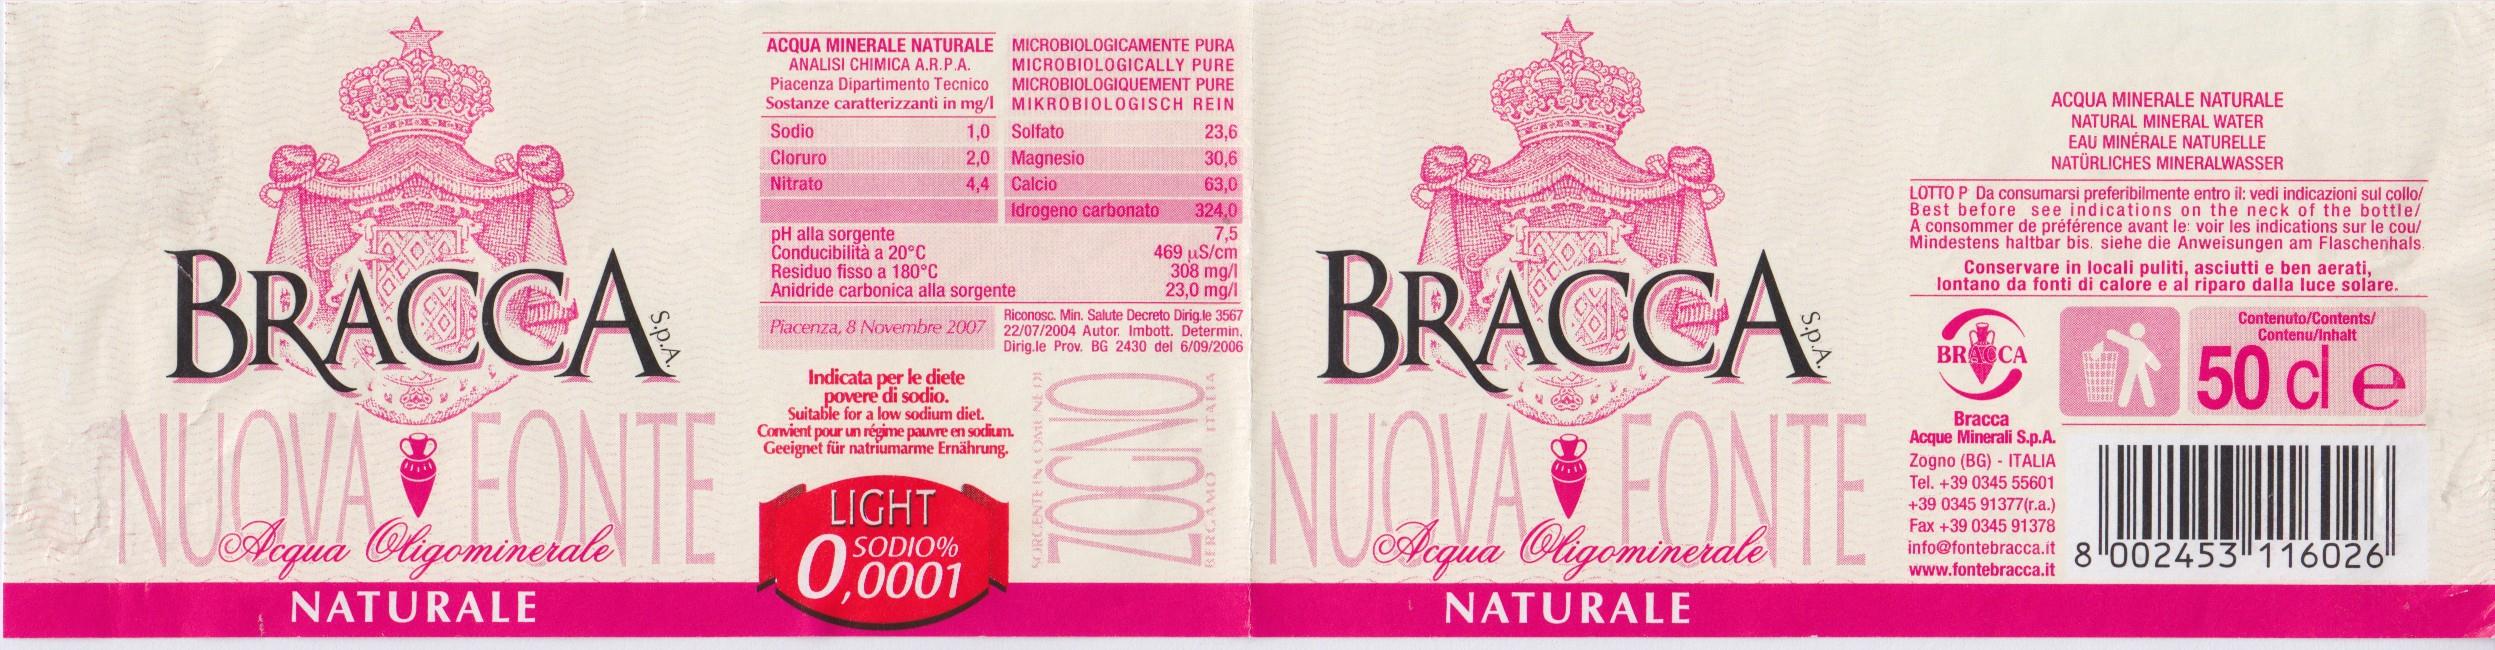 BRACCA
S.p.A.
NUOVA FONTE
Acqua Oligominerale
NATURALE
ACQUA MINERALE NATURALE
ANALISI CHIMICA A.R.P.A.
Piacenza Dipartimento Tecnico
Sostanze caratterizzanti in mg/l
MICROBIOLOGICAMENTE PURA
MICROBIOLOGICALLY PURE
MICROBIOLOGIQUEMENT PURE
MIKROBIOLOGISCH REIN
Sodio 1,0 Solfato 23,6
Cloruro 2,0 Magnesio 30,6
Nitrato 4,4 Calcio 63,0
Idrogeno carbonato 324,0
pH alla sorgente 7,5
Conducibilità a 20°C 469 µS/cm
Residuo fisso a 180°C 308 mg/l
Anidride carbonica alla sorgente 23,0 mg/l
Piacenza, 8 Novembre 2007
Riconosc. Min. Salute Decreto Dirig.le 3567
22/07/2004 Autor. Imbott. Determin.
Dirig.le Prov. BG 2430 del 6/09/2006
Indicata per le diete
povere di sodio.
Suitable for a low sodium diet.
Convient pour un régime pauvre en sodium.
Geeignet für natriumarme Ernährung.
LIGHT
SODIO%
0,0001
SORGENTE IN COMUNE DI
ZOGNO
BERGAMO ITALIA
BRACCA
S.p.A.
NUOVA FONTE
Acqua Oligominerale
NATURALE
ACQUA MINERALE NATURALE
NATURAL MINERAL WATER
EAU MINÉRALE NATURELLE
NATÜRLICHES MINERALWASSER
LOTTO P Da consumarsi preferibilmente entro il: vedi indicazioni sul collo/
Best before see indications on the neck of the bottle/
A consommer de préférence avant le: voir les indications sur le cou/
Mindestens haltbar bis. siehe die Anweisungen am Flaschenhals.
Conservare in locali puliti, asciutti e ben aerati,
lontano da fonti di calore e al riparo dalla luce solare.
BRACCA
Contenuto/Contents/
Contenu/Inhalt
50 cl e
Bracca
Acque Minerali S.p.A.
Zogno (BG) - ITALIA
Tel. +39 0345 55601
+39 0345 91377(r.a.)
Fax +39 0345 91378
info@fontebracca.it
www.fontebracca.it
8 002453 116026